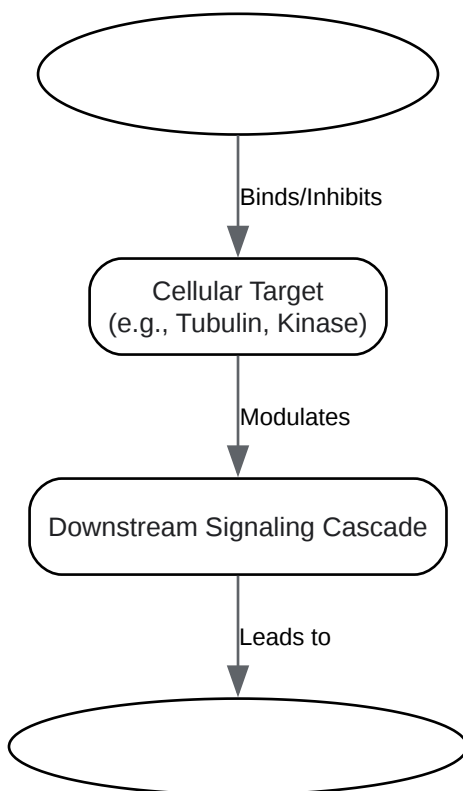 Binds/Inhibits
Cellular Target
(e.g., Tubulin, Kinase)
Modulates
Downstream Signaling Cascade
Leads to